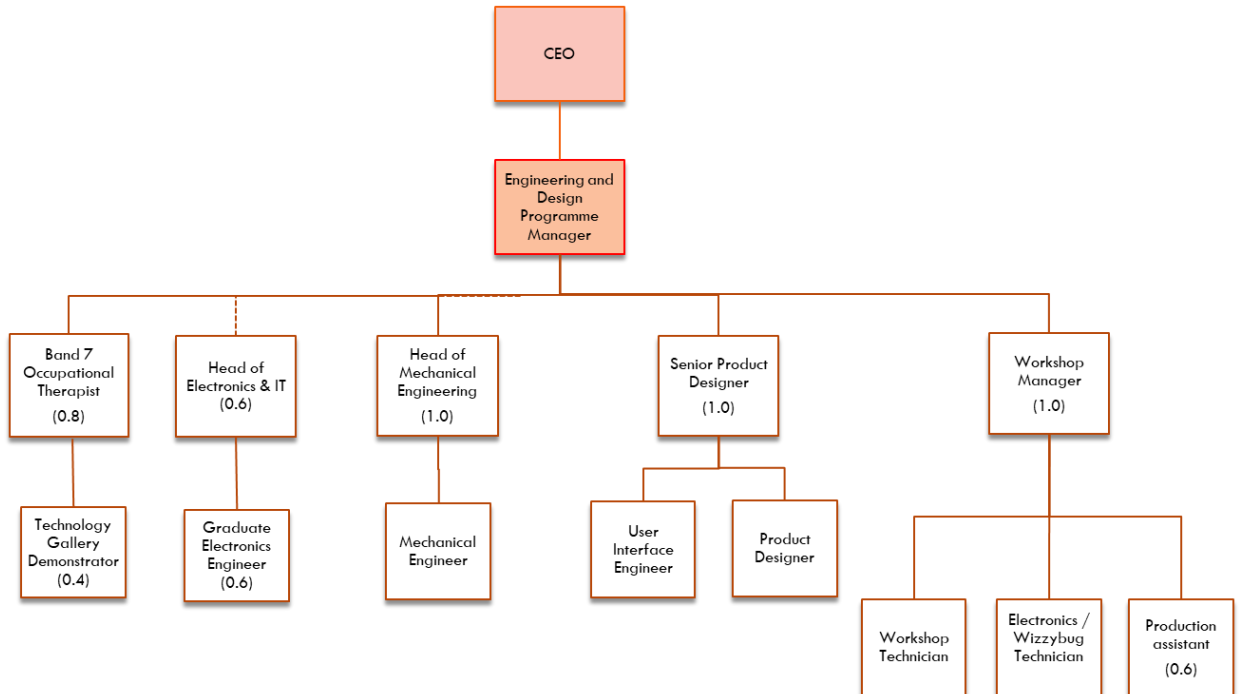 CEO
Engineering and
Design
Programme
Manager
Band 7
Occupational
Therapist
(0.8)
Head of
Electronics & IT
(0.6)
Head of
Mechanical
Engineering
(1.0)
Senior Product
Designer
(1.0)
Workshop
Manager
(1.0)
Technology
Gallery
Demonstrator
(0.4)
Graduate
Electronics
Engineer
(0.6)
Mechanical
Engineer
User
Interface
Engineer
Product
Designer
Workshop
Technician
Electronics /
Wizzybug
Technician
Production
assistant
(0.6)